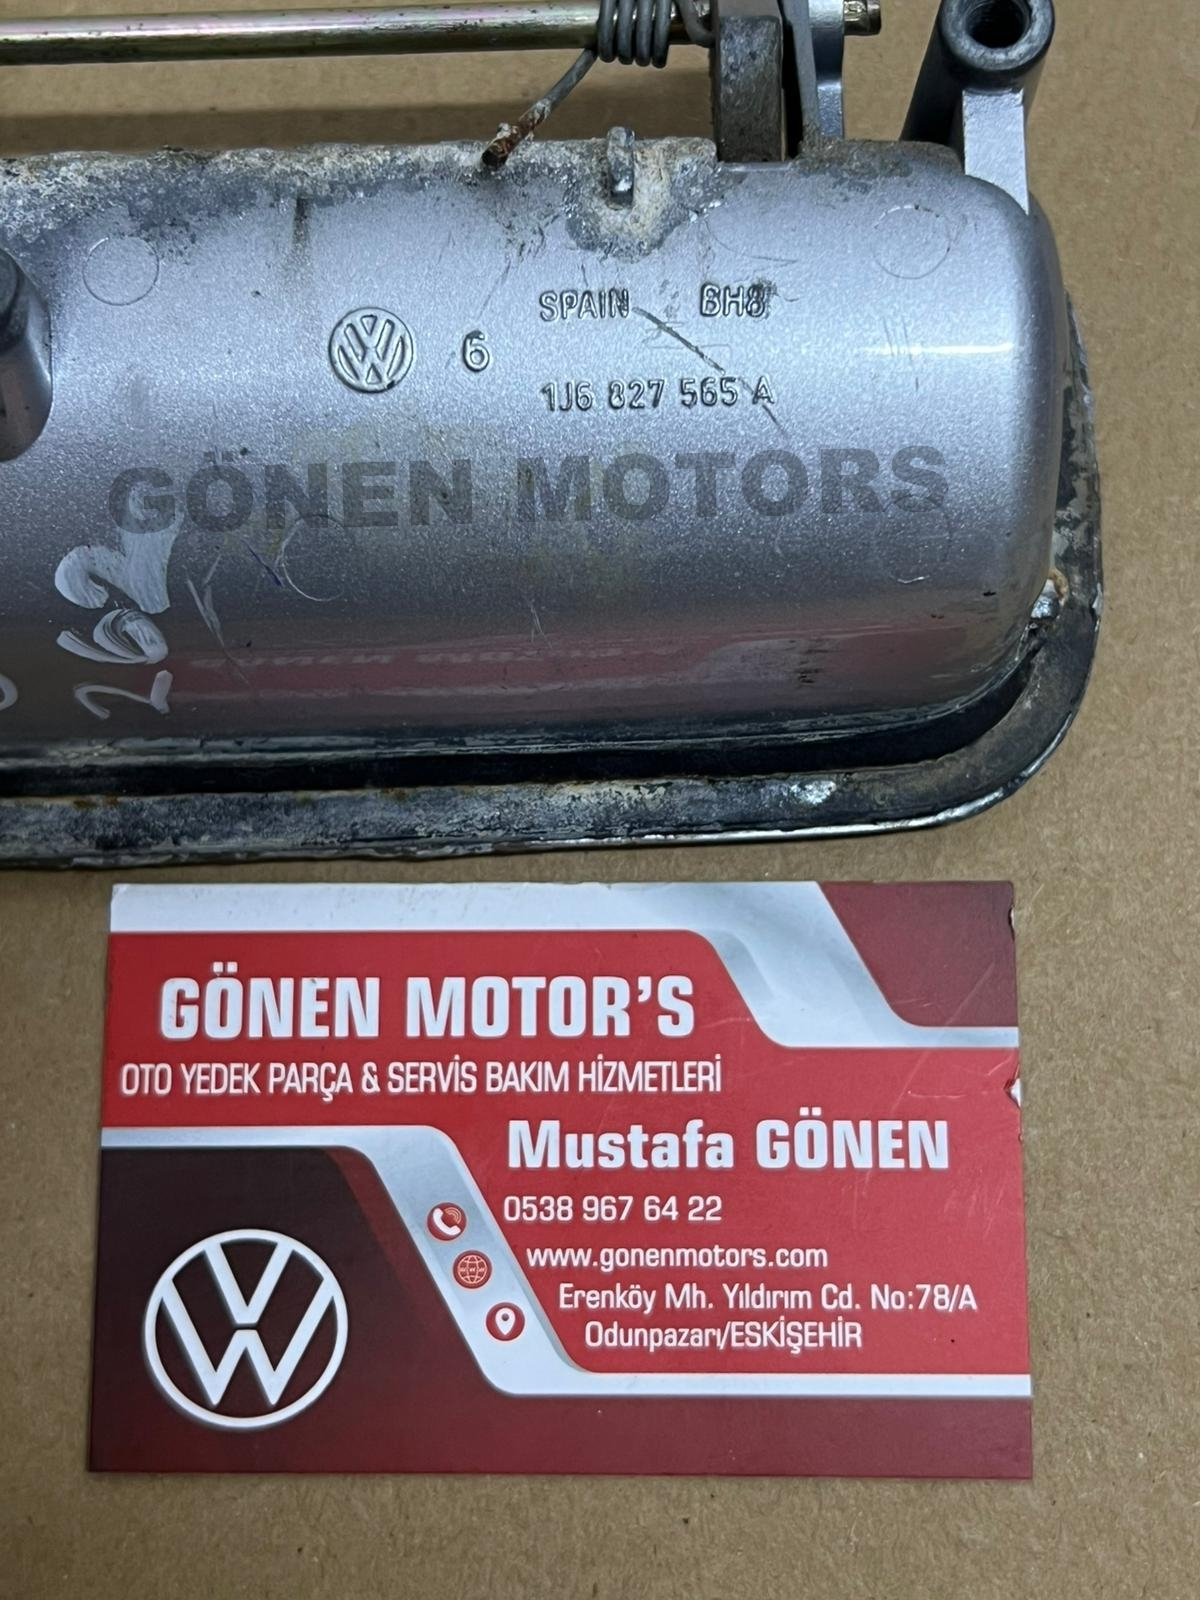 SPAIN BH8
6
1J6 827 565 A
GÖNEN MOTORS
262
GÖNEN MOTOR'S
OTO YEDEK PARÇA & SERVİS BAKIM HİZMETLERİ
Mustafa GÖNEN
0538 967 64 22
www.gonenmotors.com
Erenköy Mh. Yıldırım Cd. No:78/A
Odunpazarı/ESKİŞEHİR